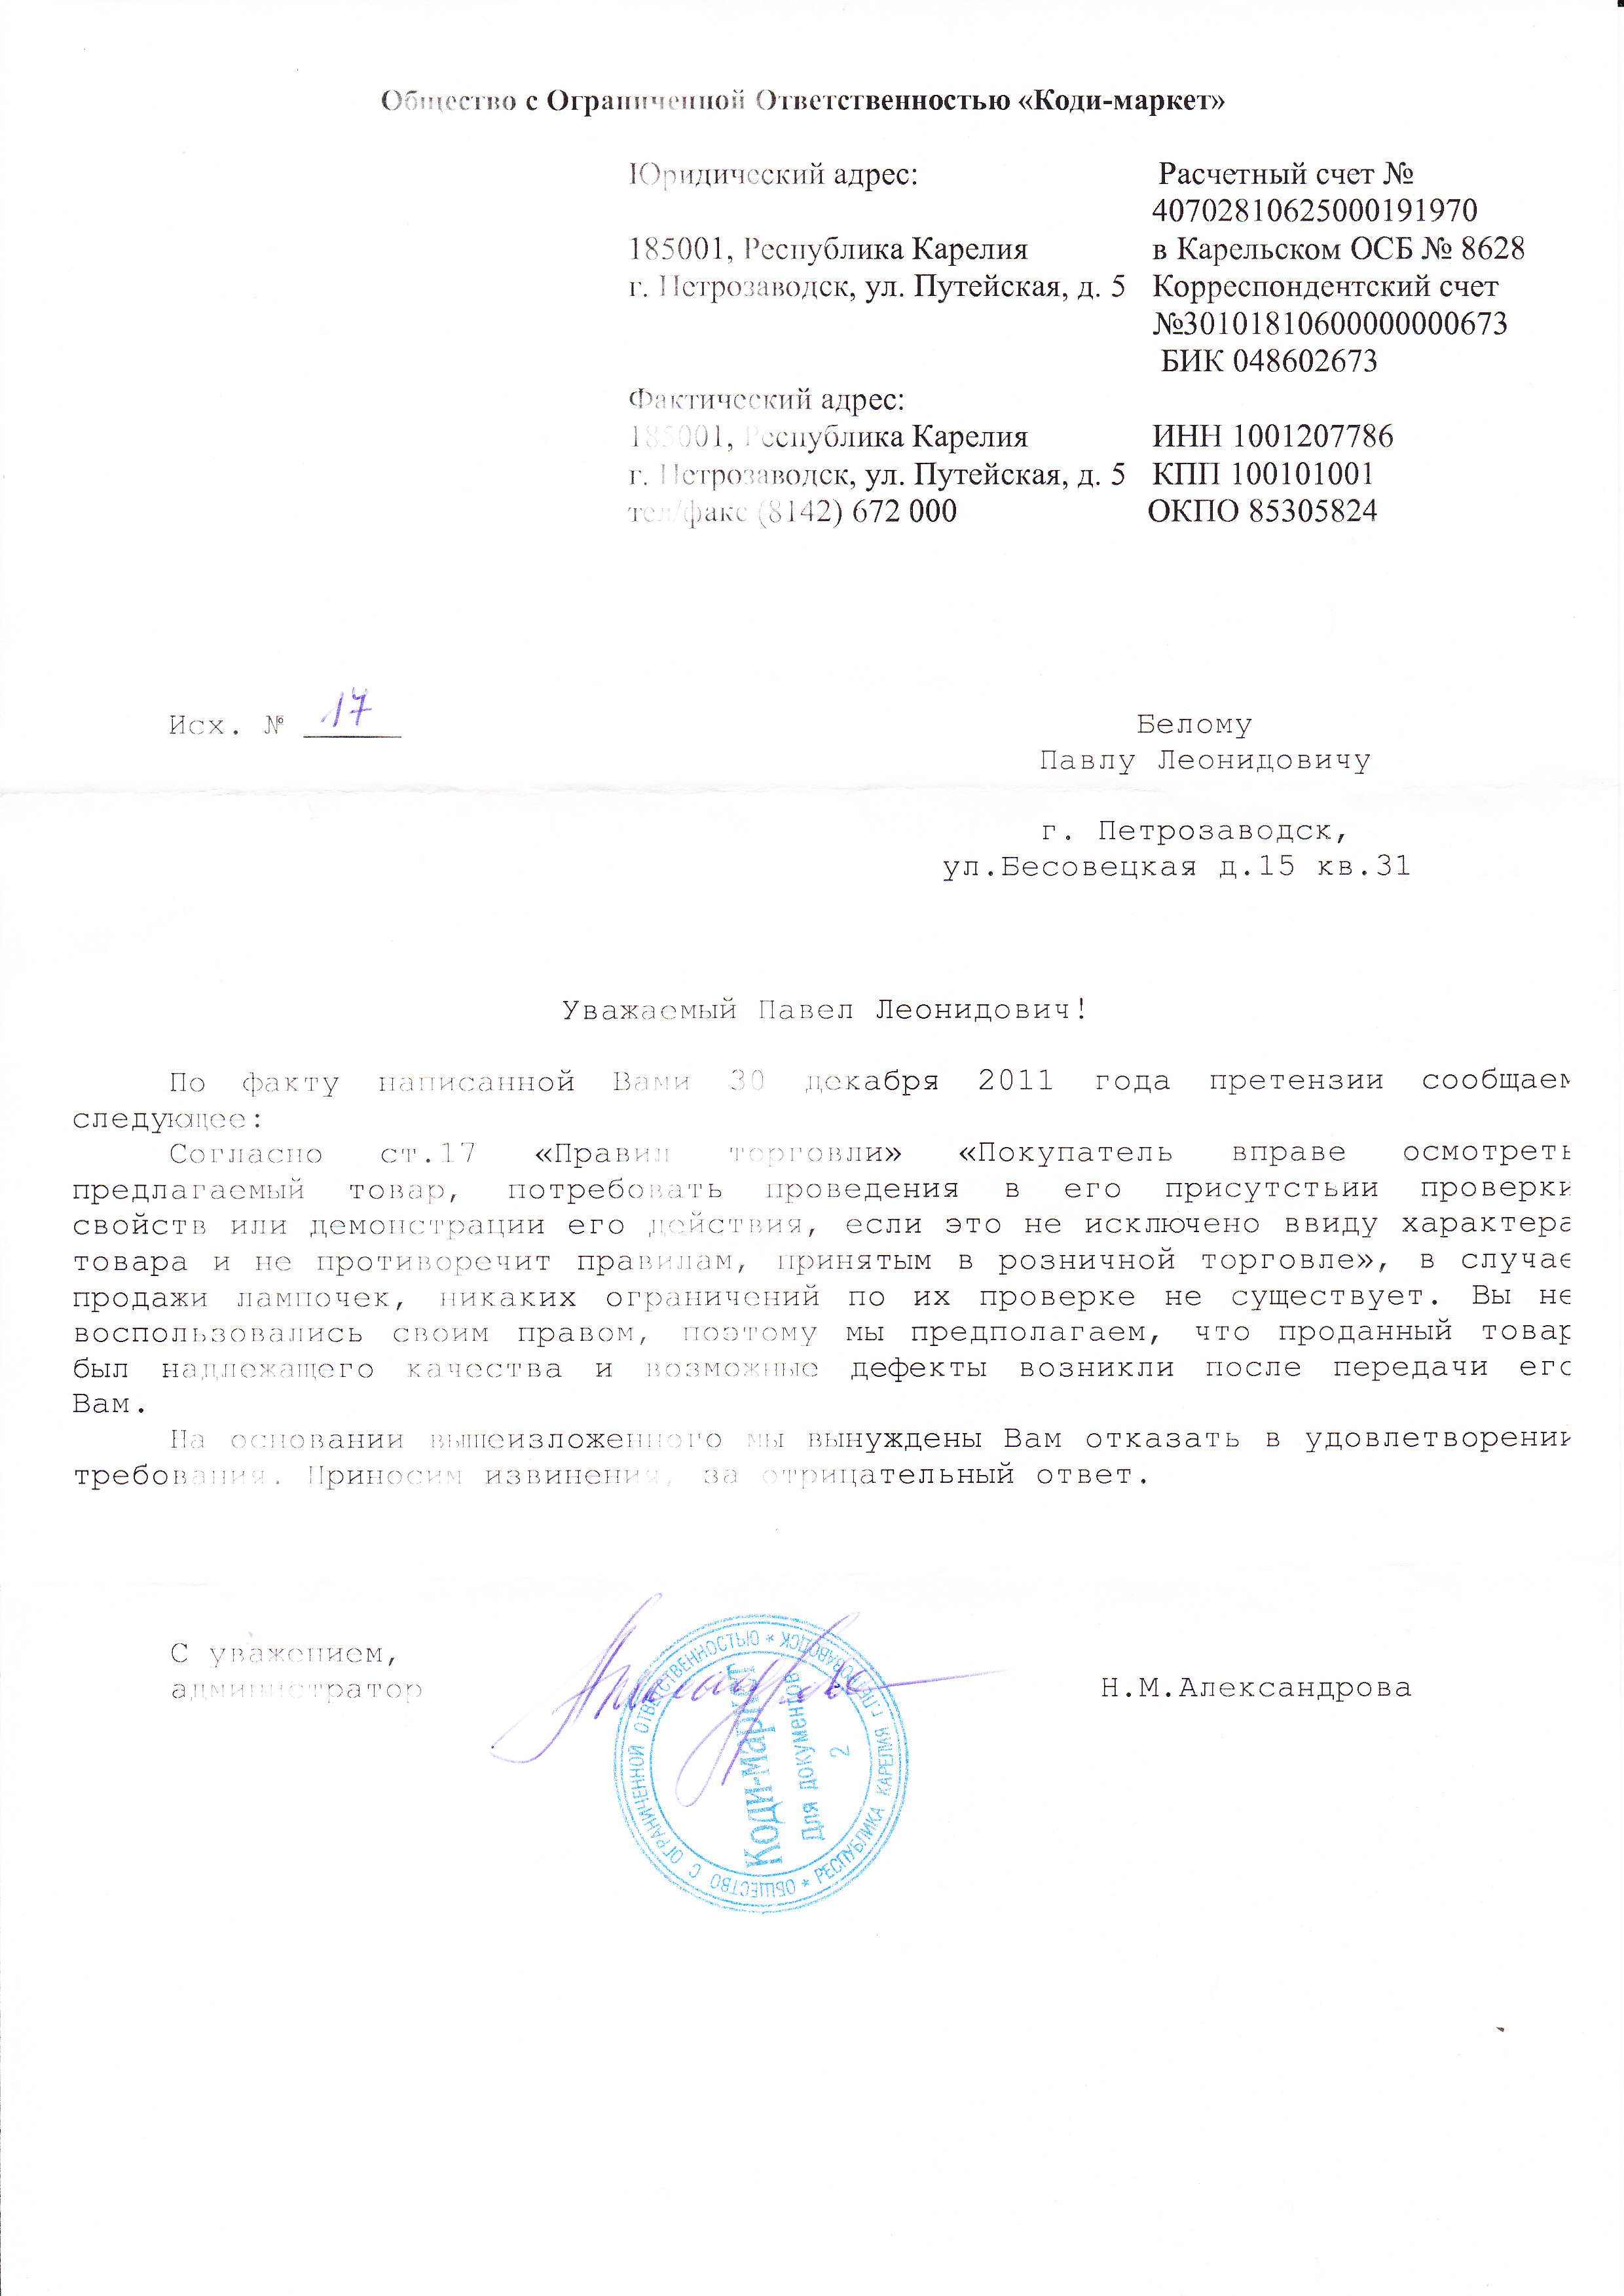 Общество с Ограниченной Ответственностью «Коди-маркет»
Юридический адрес:
185001, Республика Карелия
г. Петрозаводск, ул. Путейская, д. 5
Расчетный счет №
40702810625000191970
в Карельском ОСБ № 8628
Корреспондентский счет
№30101810600000000673
БИК 048602673
Фактический адрес:
185001, Республика Карелия
г. Петрозаводск, ул. Путейская, д. 5
тел/факс (8142) 672 000
ИНН 1001207786
КПП 100101001
ОКПО 85305824
Исх. № 17
Белому
Павлу Леонидовичу
г. Петрозаводск,
ул.Бесовецкая д.15 кв.31
Уважаемый Павел Леонидович!
По факту написанной Вами 30 декабря 2011 года претензии сообщаем
следующее:
Согласно ст.17 «Правил торговли» «Покупатель вправе осмотреть
предлагаемый товар, потребовать проведения в его присутствии проверки
свойств или демонстрации его действия, если это не исключено ввиду характера
товара и не противоречит правилам, принятым в розничной торговле», в случае
продажи лампочек, никаких ограничений по их проверке не существует. Вы не
воспользовались своим правом, поэтому мы предполагаем, что проданный товар
был надлежащего качества и возможные дефекты возникли после передачи его
Вам.
На основании вышеизложенного мы вынуждены Вам отказать в удовлетворении
требования. Приносим извинения, за отрицательный ответ.
С уважением,
администратор
Н.М.Александрова
ОБЩЕСТВО С ОГРАНИЧЕННОЙ ОТВЕТСТВЕННОСТЬЮ * РЕСПУБЛИКА КАРЕЛИЯ Г.ПЕТРОЗАВОДСК *
Коди-маркет
Для документов
2